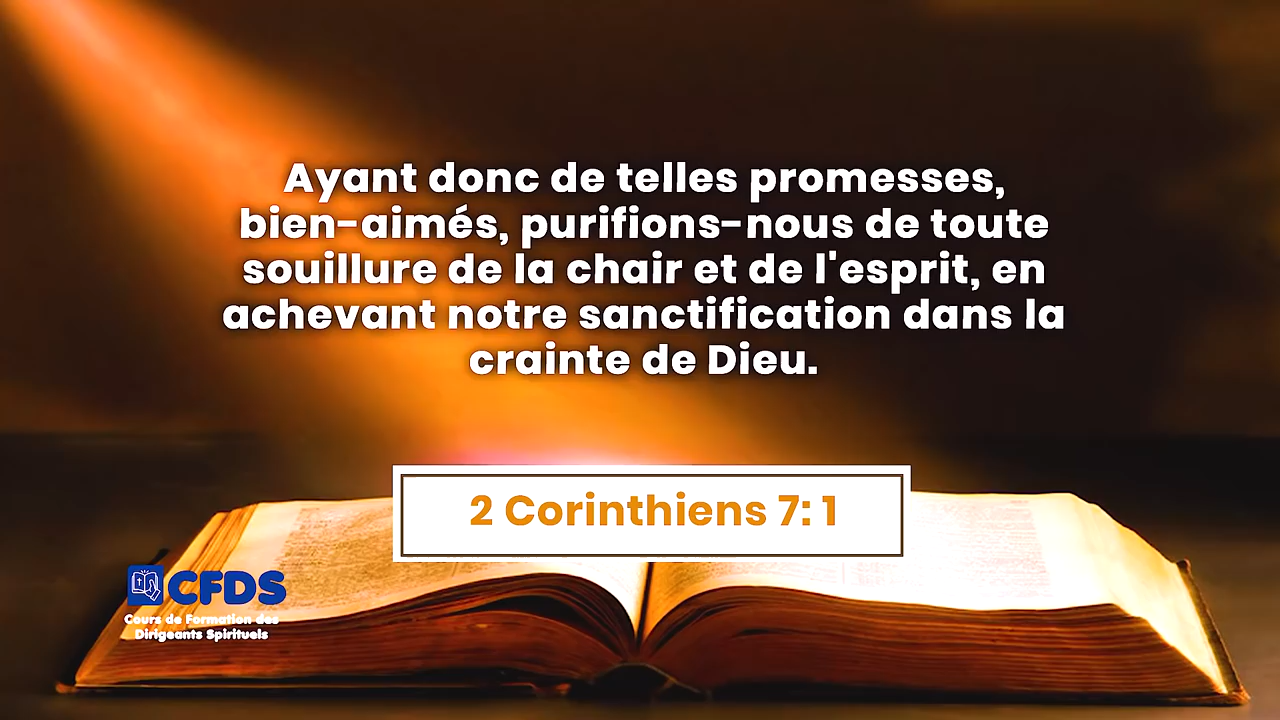 Ayant donc de telles promesses,
bien-aimés, purifions-nous de toute
souillure de la chair et de l'esprit, en
achevant notre sanctification dans la
crainte de Dieu.
2 Corinthiens 7: 1
CFDS
Cours de Formation des
Dirigeants Spirituels